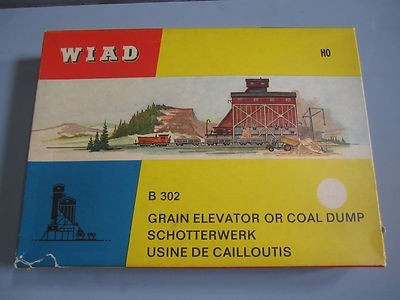 WIAD
HO
B 302
GRAIN ELEVATOR OR COAL DUMP
SCHOTTERWERK
USINE DE CAILLOUTIS